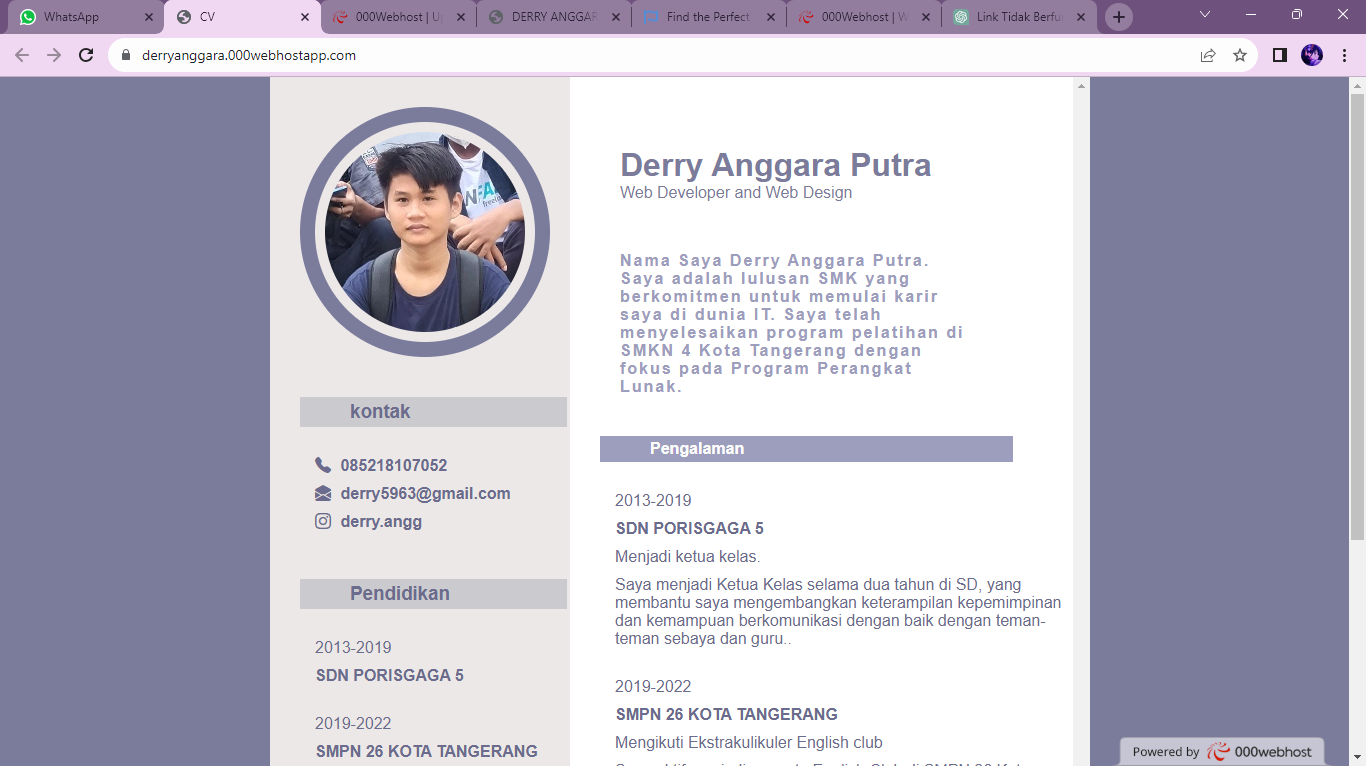 WhatsApp
CV
000Webhost | Up
DERRY ANGGAR
Find the Perfect
000Webhost | W
Link Tidak Berfu
derryanggara.000webhostapp.com
Derry Anggara Putra
Web Developer and Web Design
Nama Saya Derry Anggara Putra.
Saya adalah lulusan SMK yang
berkomitmen untuk memulai karir
saya di dunia IT. Saya telah
menyelesaikan program pelatihan di
SMKN 4 Kota Tangerang dengan
fokus pada Program Perangkat
Lunak.
kontak
085218107052
derry5963@gmail.com
derry.angg
Pendidikan
2013-2019
SDN PORISGAGA 5
2019-2022
SMPN 26 KOTA TANGERANG
Pengalaman
2013-2019
SDN PORISGAGA 5
Menjadi ketua kelas.
Saya menjadi Ketua Kelas selama dua tahun di SD, yang
membantu saya mengembangkan keterampilan kepemimpinan
dan kemampuan berkomunikasi dengan baik dengan teman-
teman sebaya dan guru..
2019-2022
SMPN 26 KOTA TANGERANG
Mengikuti Ekstrakulikuler English club
Powered by 000webhost